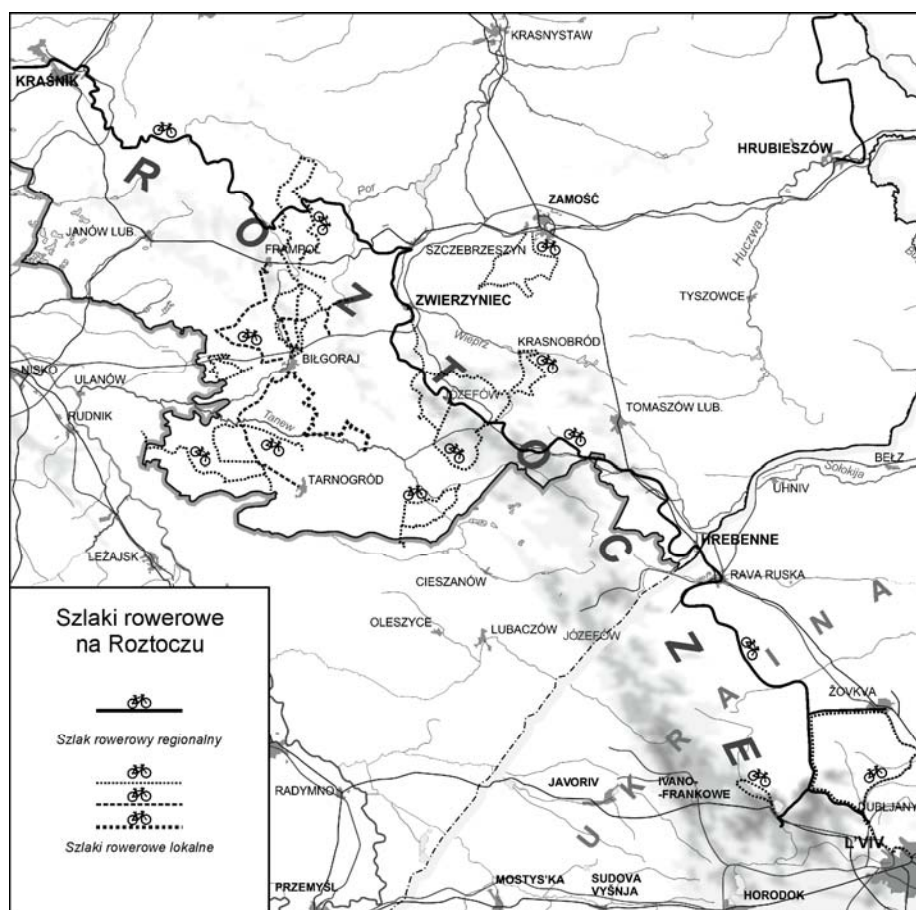 KRASNYSTAW
KRAŚNIK
HRUBIESZÓW
R O Z T O C Z E
Por
ZAMOŚĆ
JANÓW LUB.
FRAMPOL
SZCZEBRZESZYN
Huczwa
TYSZOWCE
ZWIERZYNIEC
Wieprz
KRASNOBRÓD
NISKO
ULANÓW
BIŁGORAJ
JÓZEFÓW
RUDNIK
Tanew
TOMASZÓW LUB.
BEŁZ
Sołokija
UHNIV
TARNOGRÓD
HREBENNE
LEŻAJSK
CIESZANÓW
RAVA RUSKA
OLESZYCE
LUBACZÓW
JÓZEFÓW
U K R A I N A
ŻOVKVA
Szlaki rowerowe
na Roztoczu
Szlak rowerowy regionalny
Szlaki rowerowe lokalne
RADYMNO
JAVORIV
IVANO-
-FRANKOWE
DUBLJANY
L'VIV
PRZEMYŚL
MOSTYS'KA
SUDOVA
VYŠNJA
HORODOK